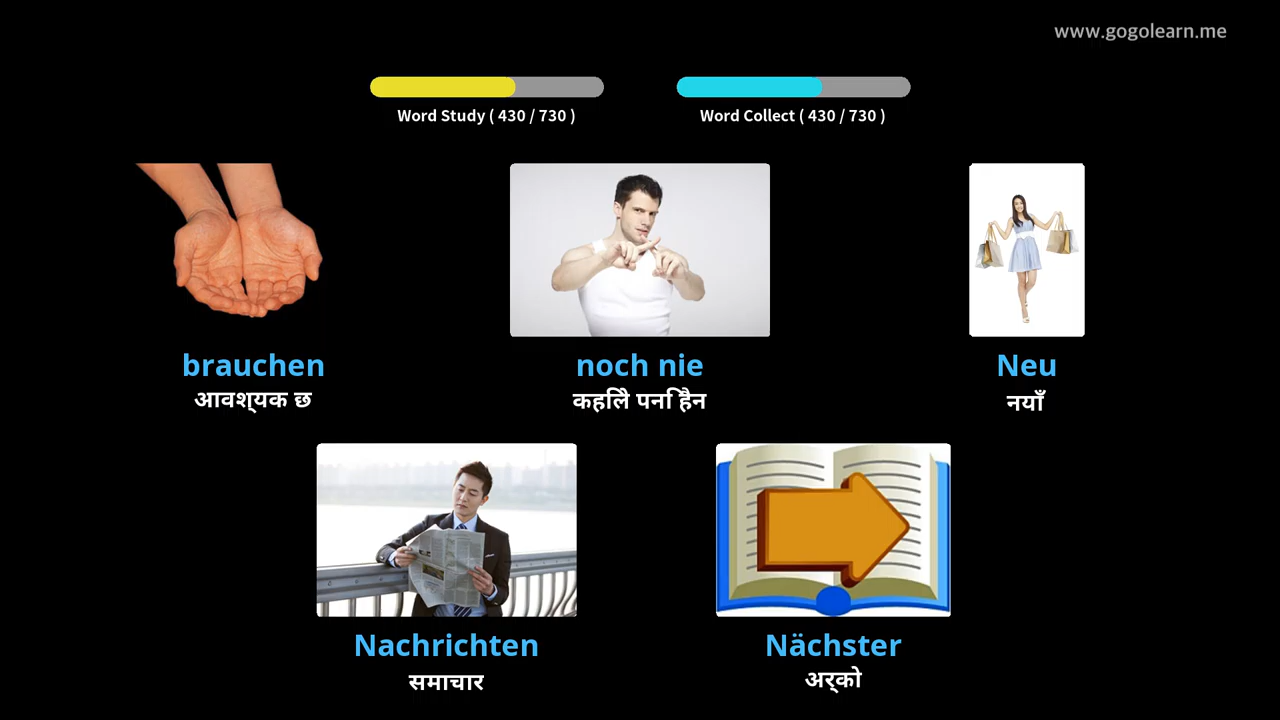 www.gogolearn.me
Word Study ( 430 / 730 )
Word Collect ( 430 / 730 )
brauchen
आवश्यक छ
noch nie
कहिले पनि हैन
Neu
नयाँ
Nachrichten
समाचार
Nächster
अर्को